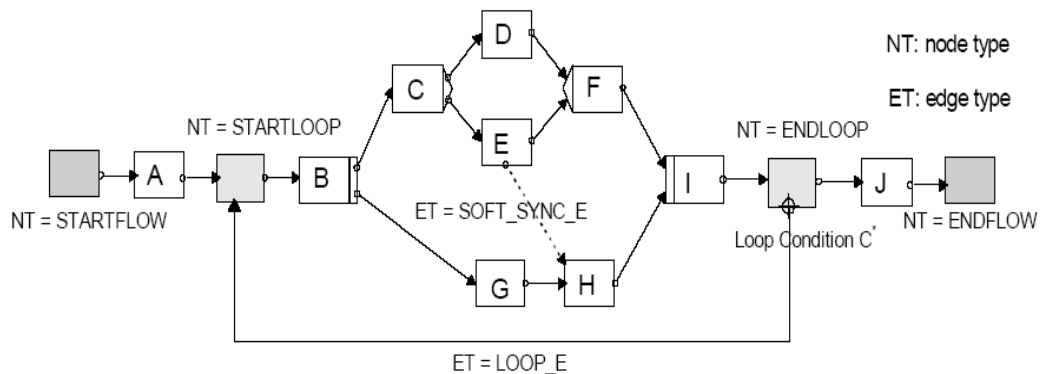 D
NT: node type
C
F
ET: edge type
NT = STARTLOOP
E
NT = ENDLOOP
A
B
I
J
ET = SOFT_SYNC_E
NT = STARTFLOW
NT = ENDFLOW
Loop Condition C*
G
H
ET = LOOP_E